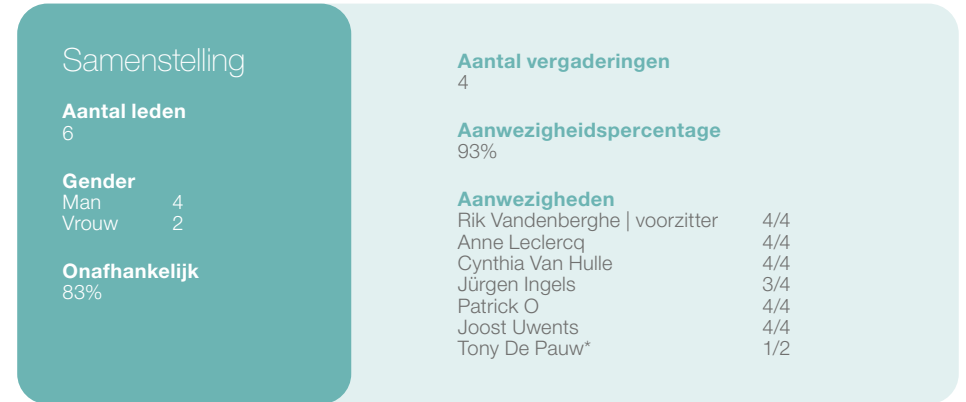 Samenstelling
Aantal leden
6
Gender
Man 4
Vrouw 2
Onafhankelijk
83%
Aantal vergaderingen
4
Aanwezigheidspercentage
93%
Aanwezigheden
Rik Vandenberghe | voorzitter 4/4
Anne Leclercq 4/4
Cynthia Van Hulle 4/4
Jürgen Ingels 3/4
Patrick O 4/4
Joost Uwents 4/4
Tony De Pauw* 1/2